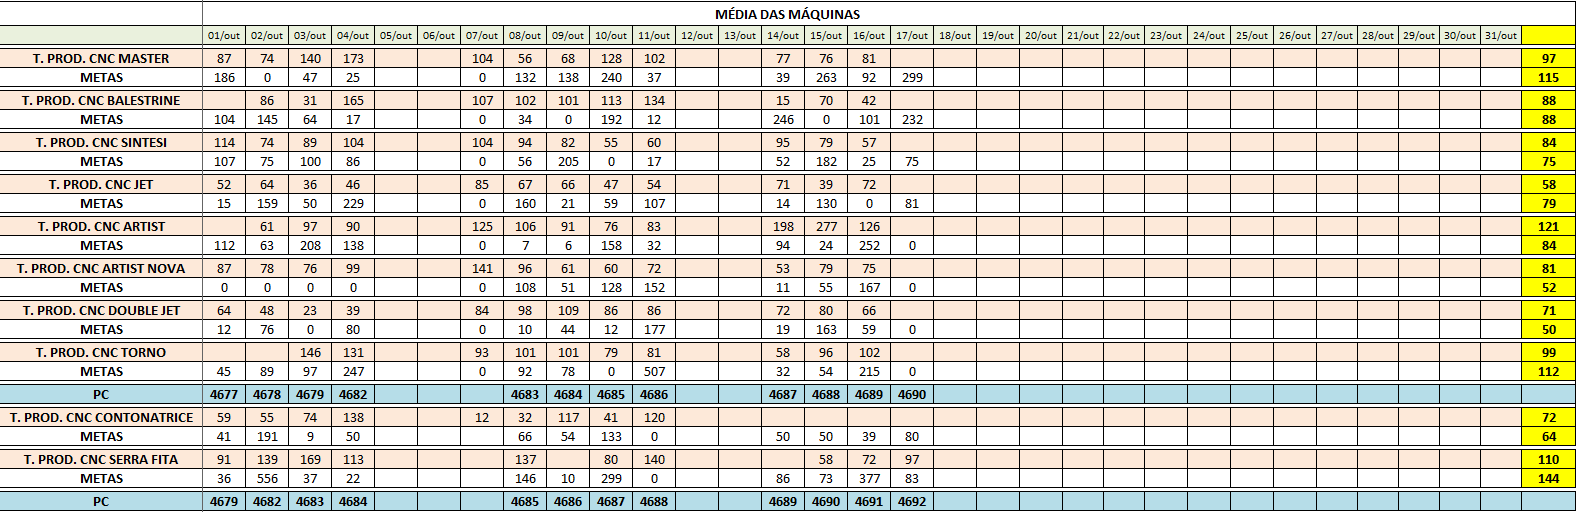 MÉDIA DAS MÁQUINAS
01/out 02/out 03/out 04/out 05/out 06/out 07/out 08/out 09/out 10/out 11/out 12/out 13/out 14/out 15/out 16/out 17/out 18/out 19/out 20/out 21/out 22/out 23/out 24/out 25/out 26/out 27/out 28/out 29/out 30/out 31/out
T. PROD. CNC MASTER 87 74 140 173 104 56 68 128 102 77 76 81 97
METAS 186 0 47 25 0 132 138 240 37 39 263 92 299 115
T. PROD. CNC BALESTRINE 86 31 165 107 102 101 113 134 15 70 42 88
METAS 104 145 64 17 0 34 0 192 12 246 0 101 232 88
T. PROD. CNC SINTESI 114 74 89 104 104 94 82 55 60 95 79 57 84
METAS 107 75 100 86 0 56 205 0 17 52 182 25 75 75
T. PROD. CNC JET 52 64 36 46 85 67 66 47 54 71 39 72 58
METAS 15 159 50 229 0 160 21 59 107 14 130 0 81 79
T. PROD. CNC ARTIST 61 97 90 125 106 91 76 83 198 277 126 121
METAS 112 63 208 138 0 7 6 158 32 94 24 252 0 84
T. PROD. CNC ARTIST NOVA 87 78 76 99 141 96 61 60 72 53 79 75 81
METAS 0 0 0 0 0 108 51 128 152 11 55 167 0 52
T. PROD. CNC DOUBLE JET 64 48 23 39 84 98 109 86 86 72 80 66 71
METAS 12 76 0 80 0 10 44 12 177 19 163 59 0 50
T. PROD. CNC TORNO 146 131 93 101 101 79 81 58 96 102 99
METAS 45 89 97 247 0 92 78 0 507 32 54 215 0 112
PC 4677 4678 4679 4682 4683 4684 4685 4686 4687 4688 4689 4690
T. PROD. CNC CONTONATRICE 59 55 74 138 12 32 117 41 120 72
METAS 41 191 9 50 66 54 133 0 50 50 39 80 64
T. PROD. CNC SERRA FITA 91 139 169 113 137 80 140 58 72 97 110
METAS 36 556 37 22 146 10 299 0 86 73 377 83 144
PC 4679 4682 4683 4684 4685 4686 4687 4688 4689 4690 4691 4692